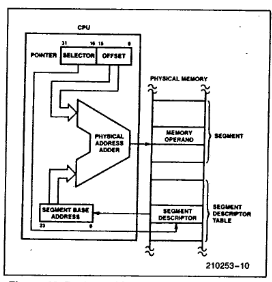 CPU
31 16 15 0
POINTER SELECTOR OFFSET
PHYSICAL MEMORY
PHYSICAL
ADDRESS
ADDER
MEMORY
OPERAND
SEGMENT
SEGMENT BASE
ADDRESS
23 0
SEGMENT
DESCRIPTOR
SEGMENT
DESCRIPTOR
TABLE
210253-10